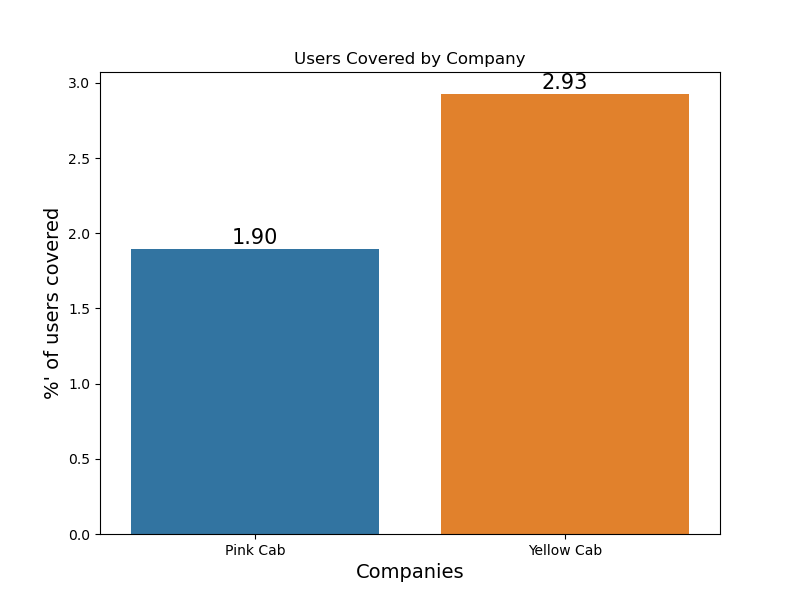 Users Covered by Company
%' of users covered
3.0
2.5
2.0
1.5
1.0
0.5
0.0
1.90
2.93
Pink Cab
Yellow Cab
Companies